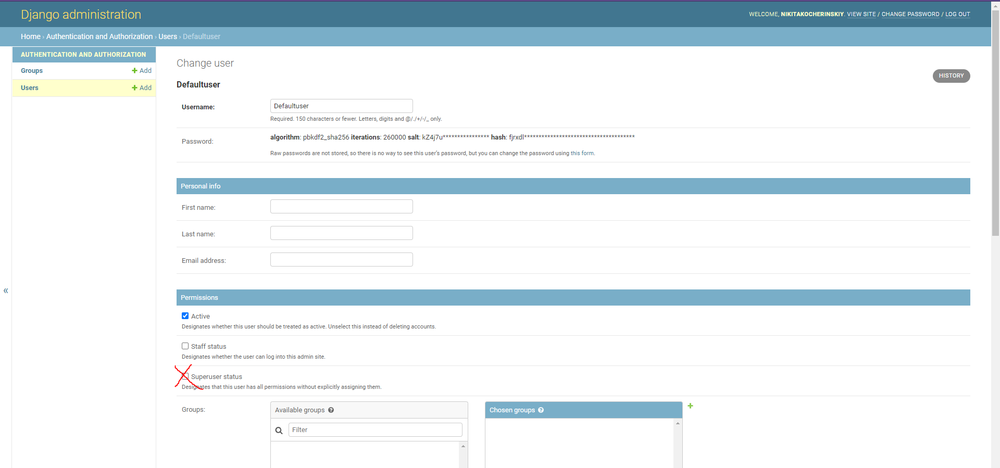 Django administration
WELCOME, NIKITAKOCHERINSKIY. VIEW SITE / CHANGE PASSWORD / LOG OUT
Home › Authentication and Authorization › Users › Defaultuser
AUTHENTICATION AND AUTHORIZATION
Groups
Add
Users
Add
«
Change user
HISTORY
Defaultuser
Username:
Defaultuser
Required. 150 characters or fewer. Letters, digits and @/./+/-/_ only.
Password:
algorithm: pbkdf2_sha256 iterations: 260000 salt: kZ4j7u**************** hash: fjrxdl**************************************
Raw passwords are not stored, so there is no way to see this user’s password, but you can change the password using this form.
Personal info
First name:
Last name:
Email address:
Permissions
Active
Designates whether this user should be treated as active. Unselect this instead of deleting accounts.
Staff status
Designates whether the user can log into this admin site.
Superuser status
Designates that this user has all permissions without explicitly assigning them.
Groups:
Available groups
Filter
Chosen groups